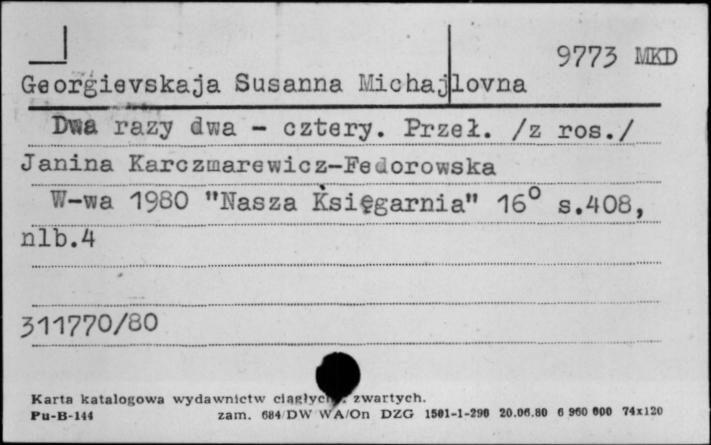 9773 MKD
Georgievskaja Susanna Michajlovna
Dwa razy dwa - cztery. Przeł. /z ros./
Janina Karczmarewicz-Fedorowska
W-wa 1980 "Nasza Księgarnia" 16° s.408,
nlb.4
311770/80
Karta katalogowa wydawnictw ciągłych i zwartych.
Pu-B-144 zam. 684/DW WA/On DZG 1501-1-290 20.06.80 6 960 000 74x120